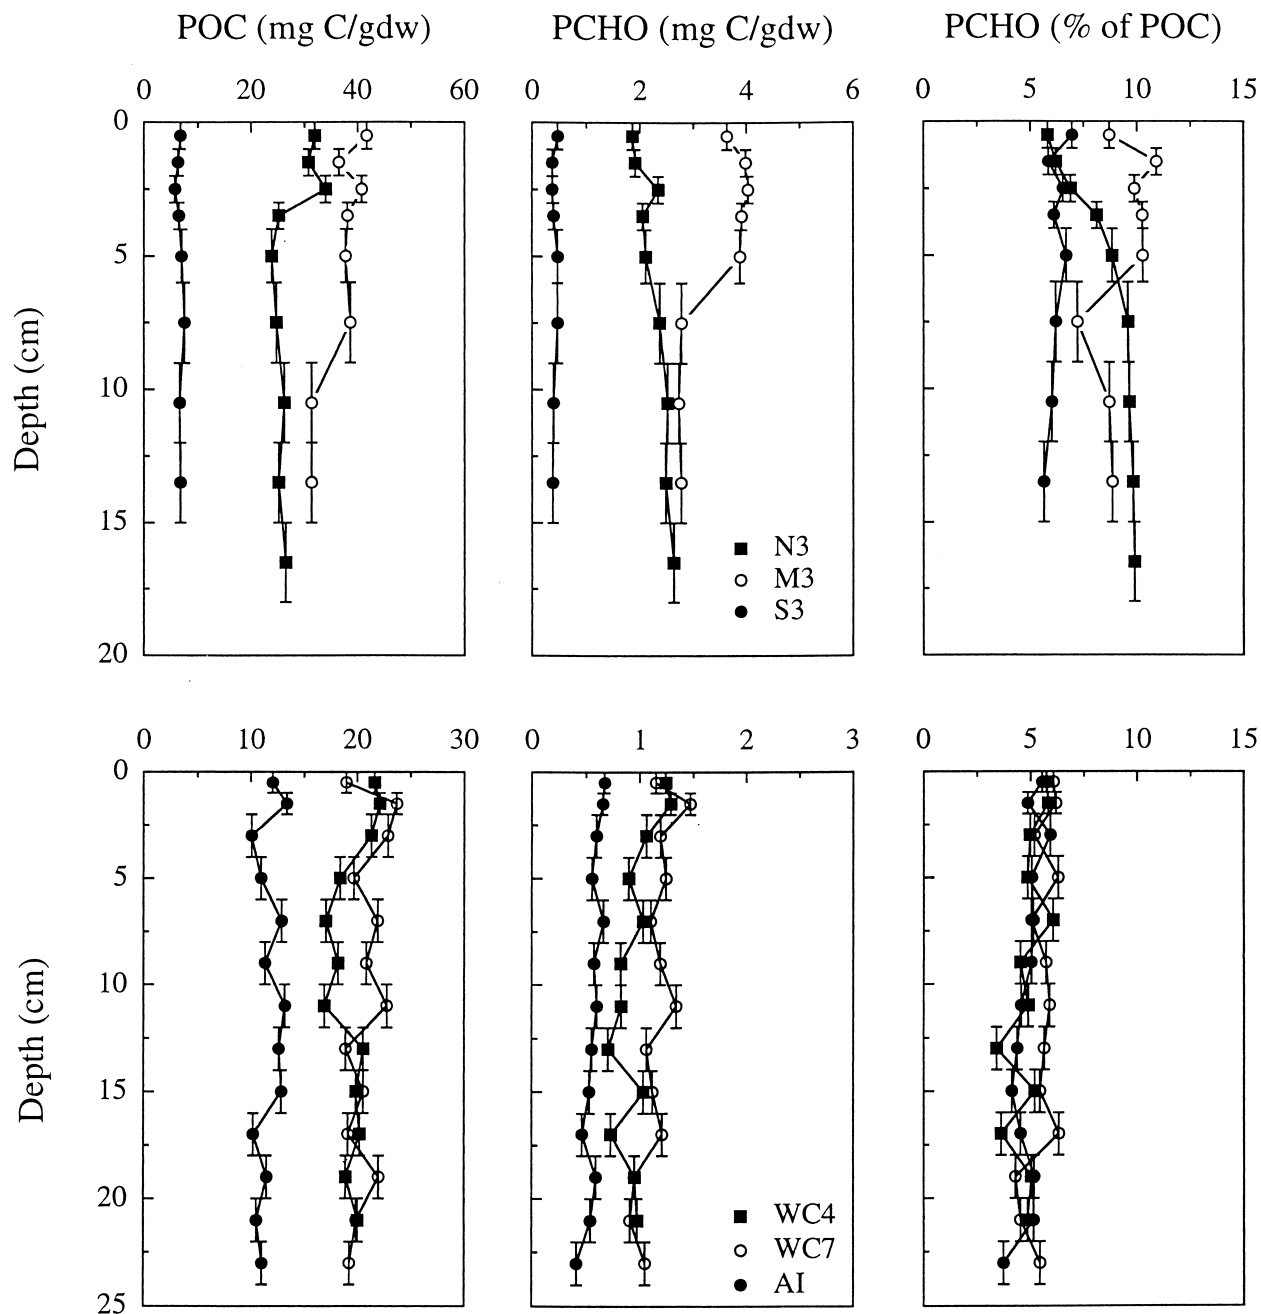 POC (mg C/gdw) PCHO (mg C/gdw) PCHO (% of POC)
0 20 40 60 0 2 4 6 0 5 10 15
0
5
10
15
20
Depth (cm)
N3
M3
S3
0 10 20 30 0 1 2 3 0 5 10 15
0
5
10
15
20
25
Depth (cm)
WC4
WC7
AI